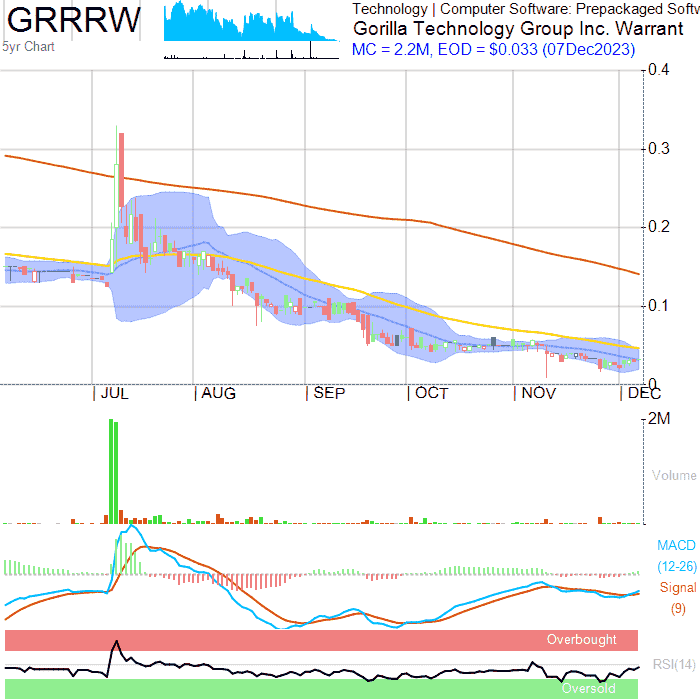 GRRRW
5yr Chart
Technology | Computer Software: Prepackaged Softw
Gorilla Technology Group Inc. Warrant
MC = 2.2M, EOD = $0.033 (07Dec2023)
0.4
0.3
0.2
0.1
0
JUL
AUG
SEP
OCT
NOV
DEC
2M
Volume
MACD
(12-26)
Signal
(9)
Overbought
RSI(14)
Oversold